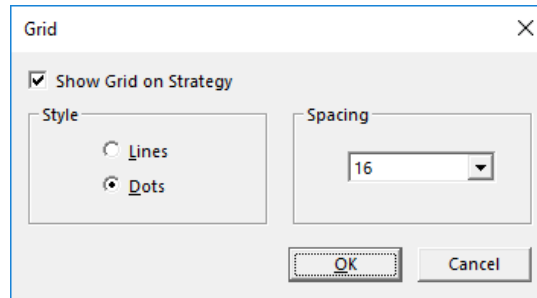 Grid
Show Grid on Strategy
Style
Lines
Dots
Spacing
16
OK
Cancel